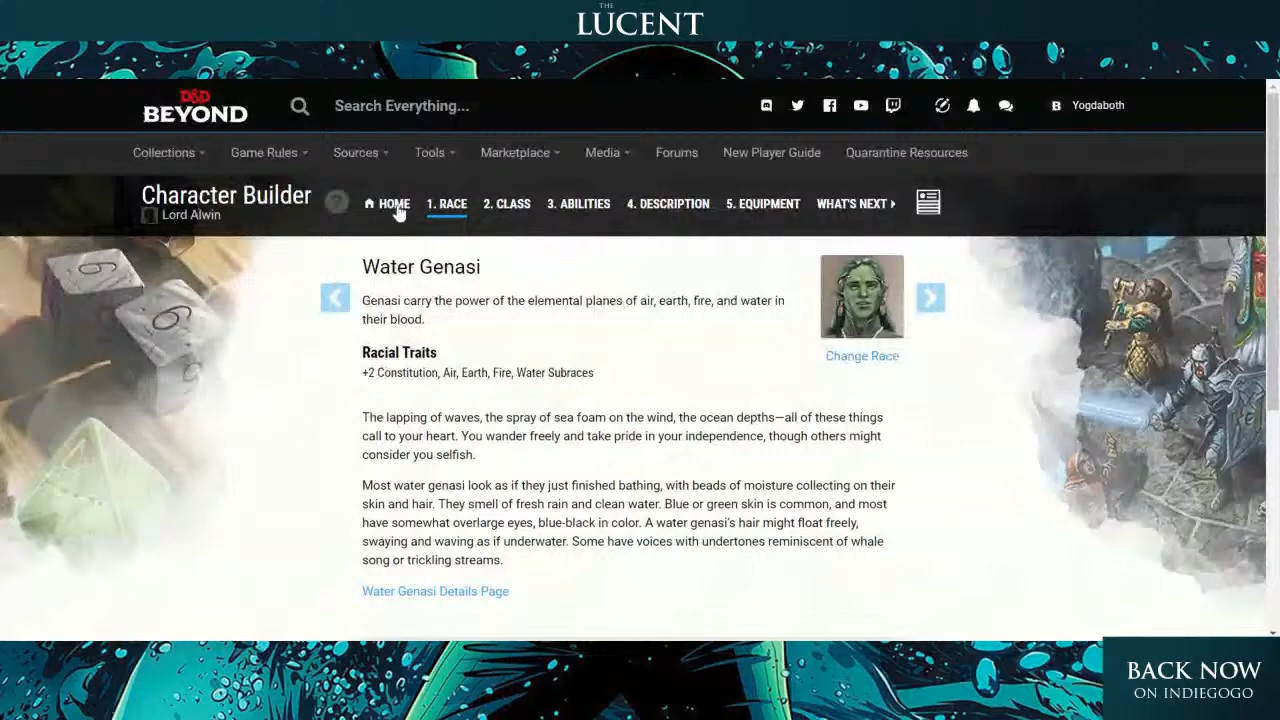 THE
LUCENT
D&D
BEYOND
Search Everything...
Yogdaboth
Collections
Game Rules
Sources
Tools
Marketplace
Media
Forums
New Player Guide
Quarantine Resources
Character Builder
?
HOME
1. RACE
2. CLASS
3. ABILITIES
4. DESCRIPTION
5. EQUIPMENT
WHAT'S NEXT
Lord Alwin
Water Genasi
Genasi carry the power of the elemental planes of air, earth, fire, and water in
their blood.
Racial Traits
+2 Constitution, Air, Earth, Fire, Water Subraces
Change Race
The lapping of waves, the spray of sea foam on the wind, the ocean depths—all of these things
call to your heart. You wander freely and take pride in your independence, though others might
consider you selfish.
Most water genasi look as if they just finished bathing, with beads of moisture collecting on their
skin and hair. They smell of fresh rain and clean water. Blue or green skin is common, and most
have somewhat overlarge eyes, blue-black in color. A water genasi's hair might float freely,
swaying and waving as if underwater. Some have voices with undertones reminiscent of whale
song or trickling streams.
Water Genasi Details Page
BACK NOW
ON INDIEGOGO